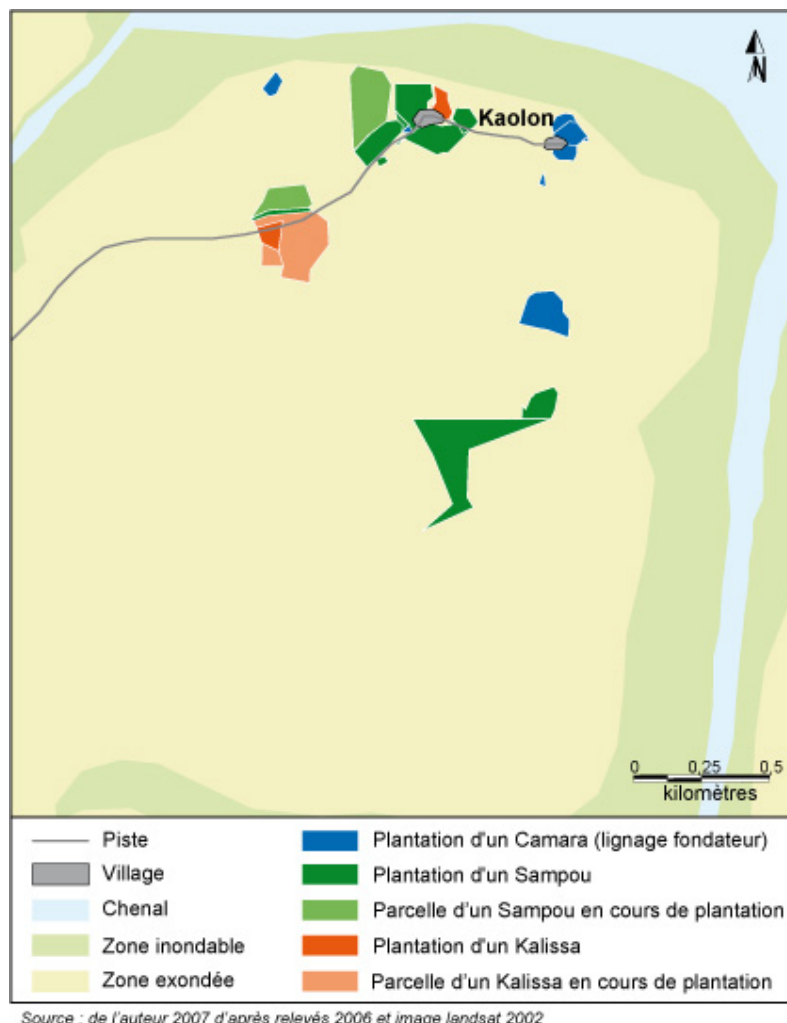 N
Kaolon
0 0,25 0,5
kilomètres
Piste
Village
Chenal
Zone inondable
Zone exondée
Plantation d'un Camara (lignage fondateur)
Plantation d'un Sampou
Parcelle d'un Sampou en cours de plantation
Plantation d'un Kalissa
Parcelle d'un Kalissa en cours de plantation
Source : de l'auteur 2007 d'après relevés 2006 et image landsat 2002